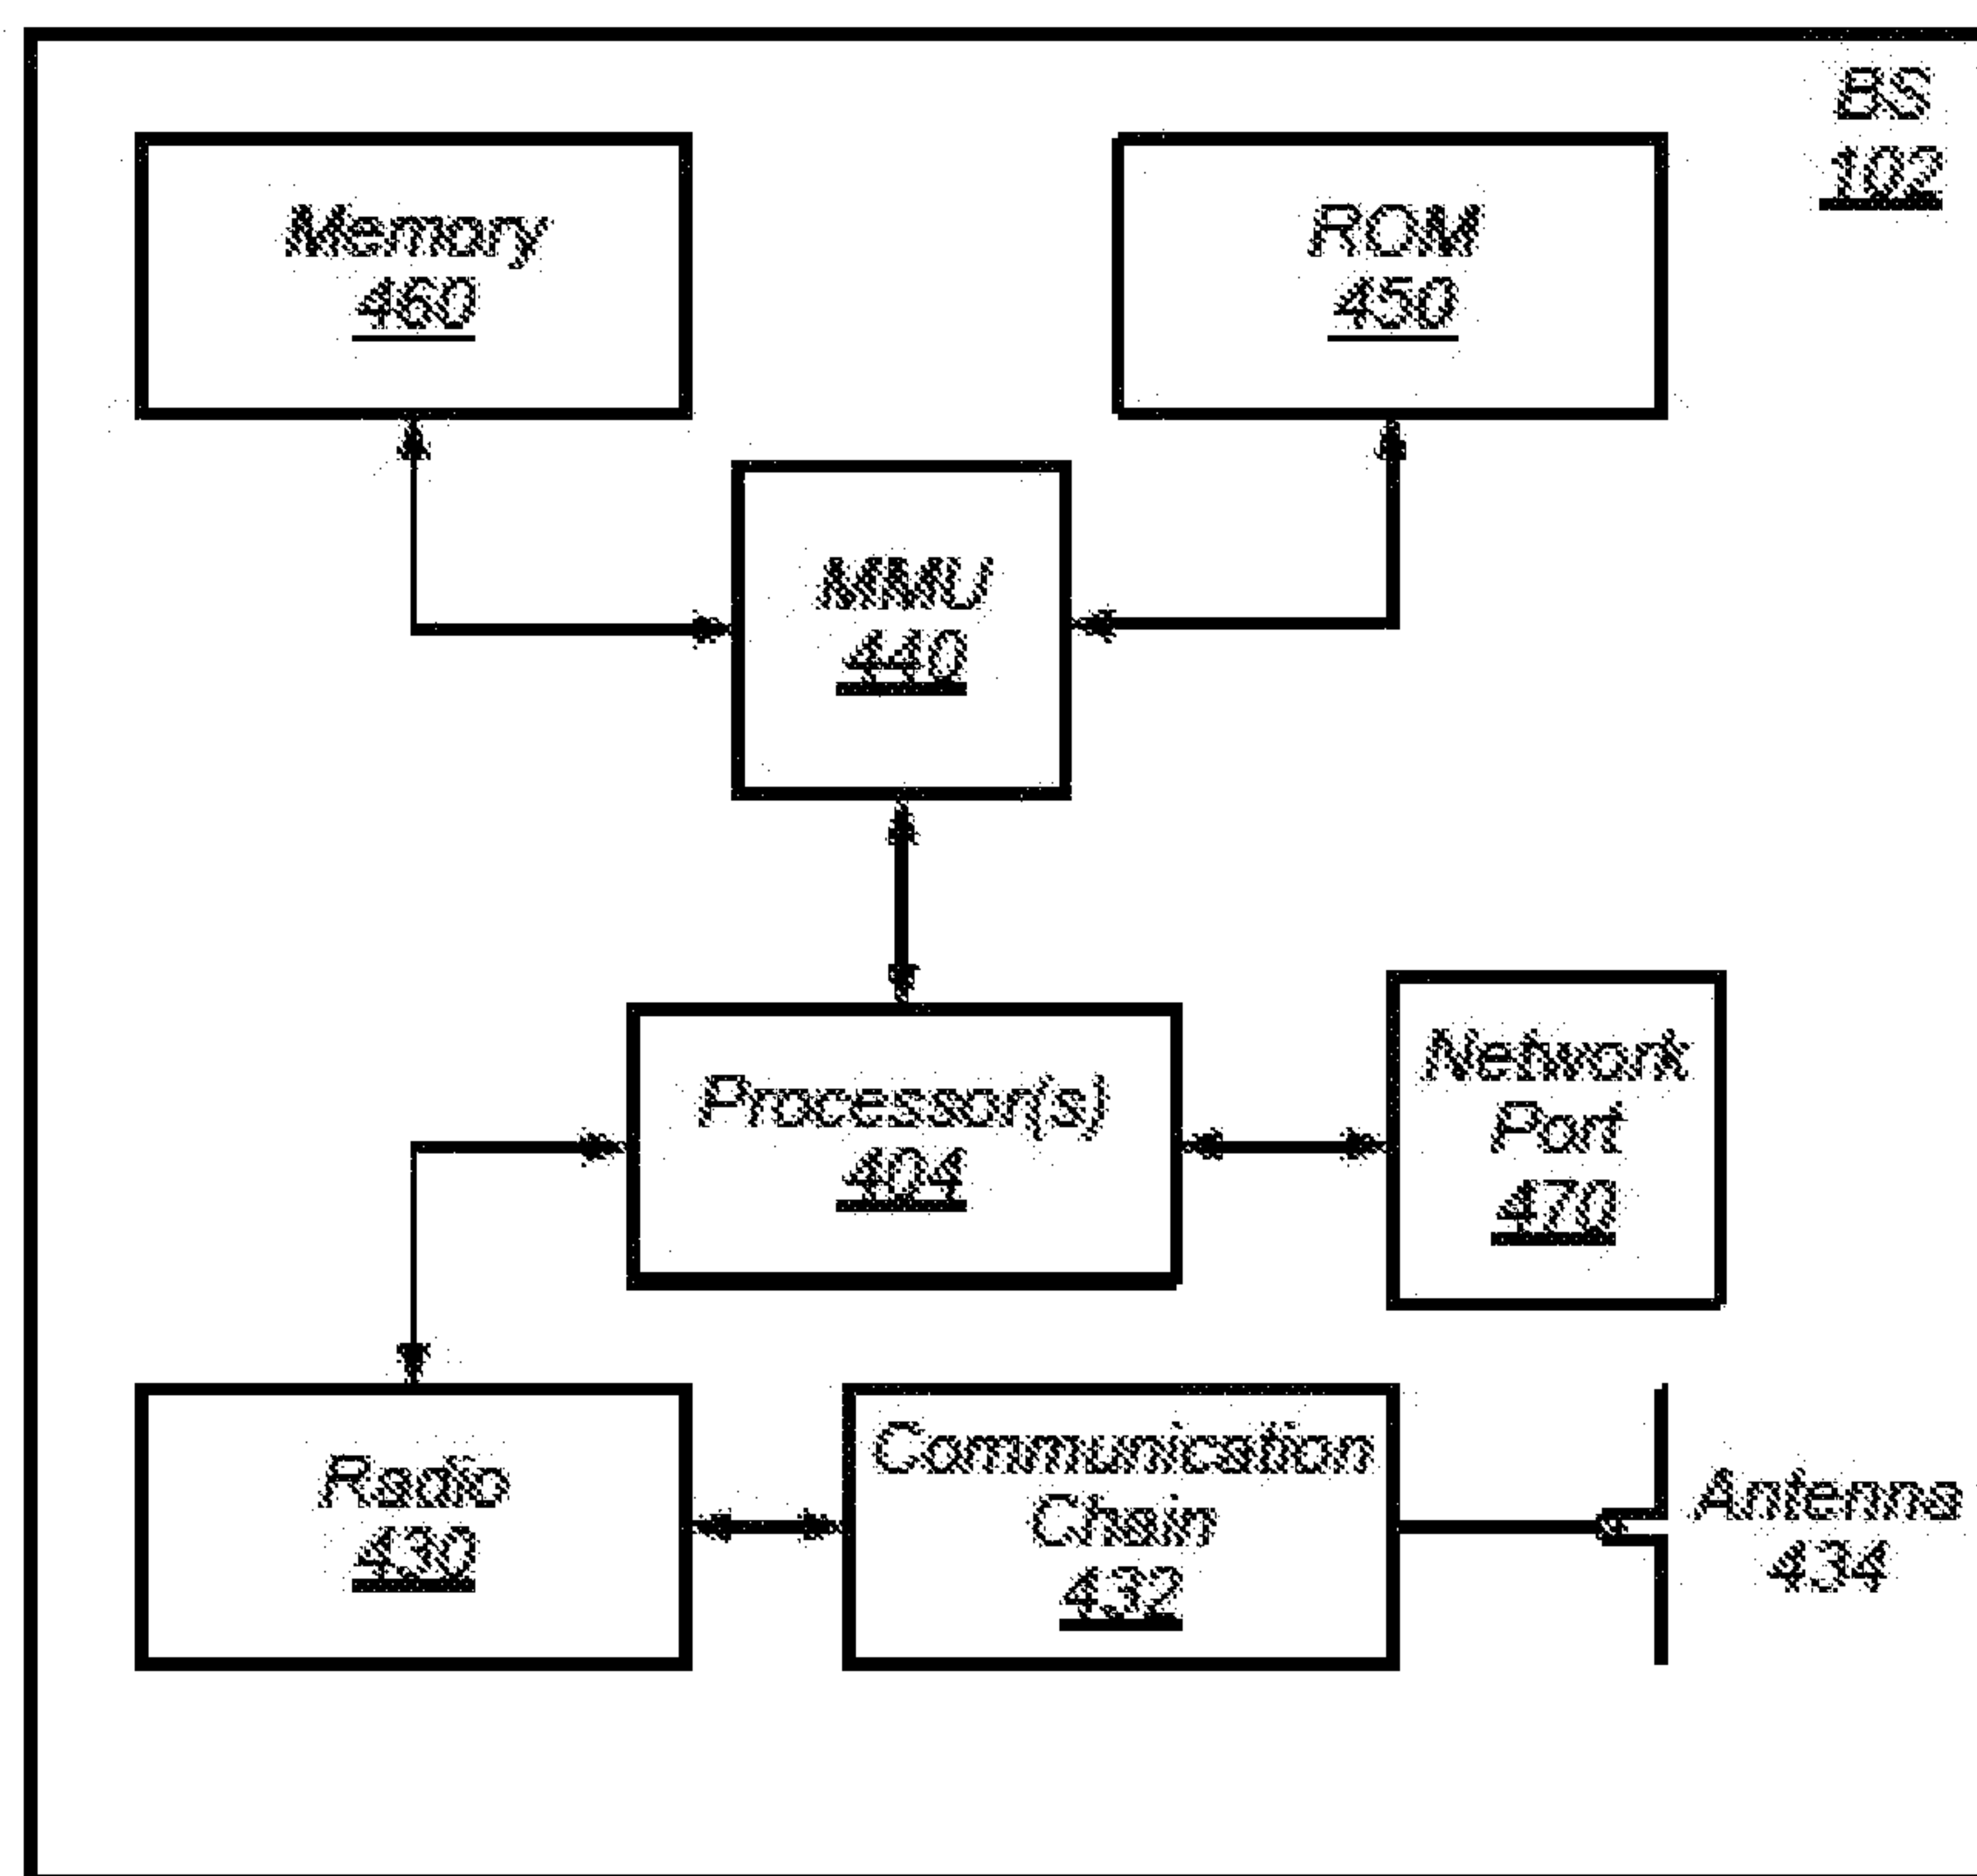 BS
102
Memory
460
ROM
450
MMU
440
Processor(s)
404
Network
Port
470
Radio
430
Communication
Chain
432
Antenna
434